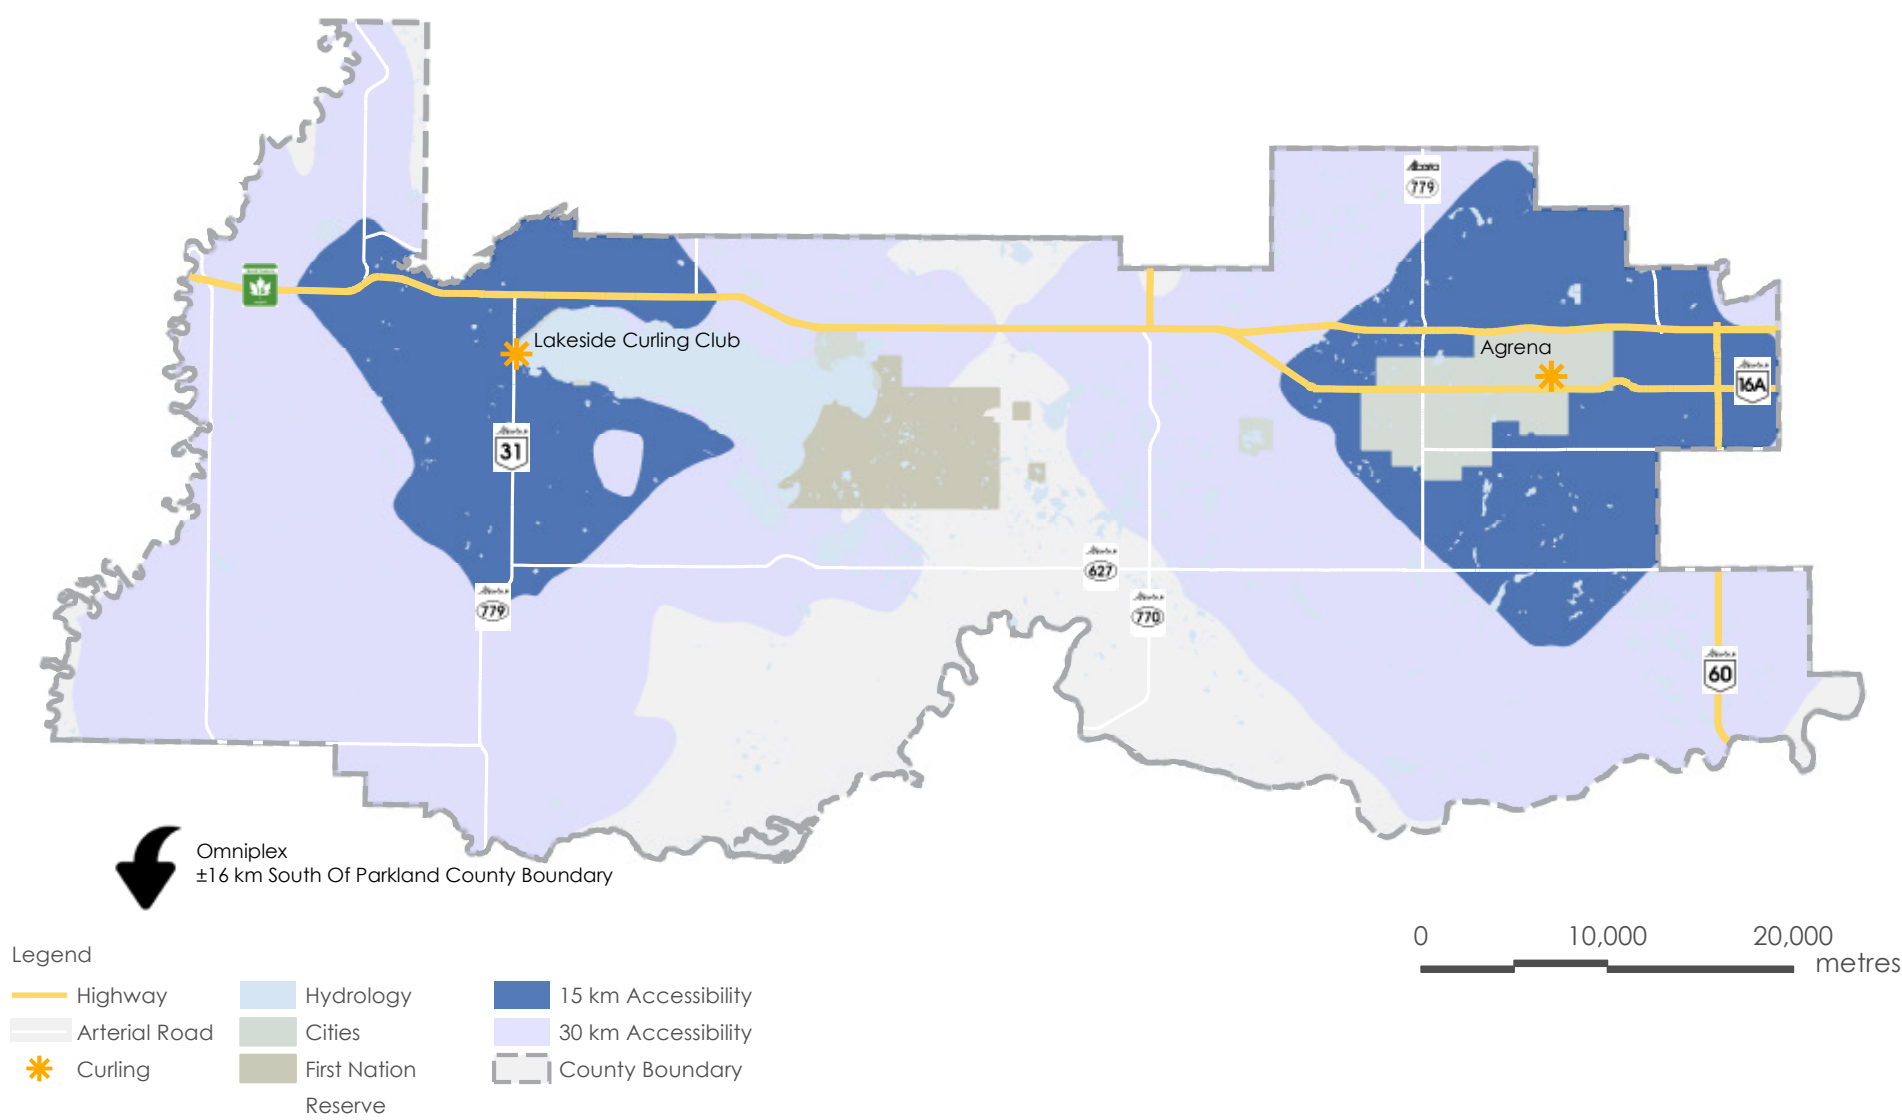 Alberta
779
Lakeside Curling Club
Agrena
16A
31
627
779
770
60
Omniplex
±16 km South Of Parkland County Boundary
0 10,000 20,000
metres
Legend
Highway
Arterial Road
Curling
Hydrology
Cities
First Nation
Reserve
15 km Accessibility
30 km Accessibility
County Boundary